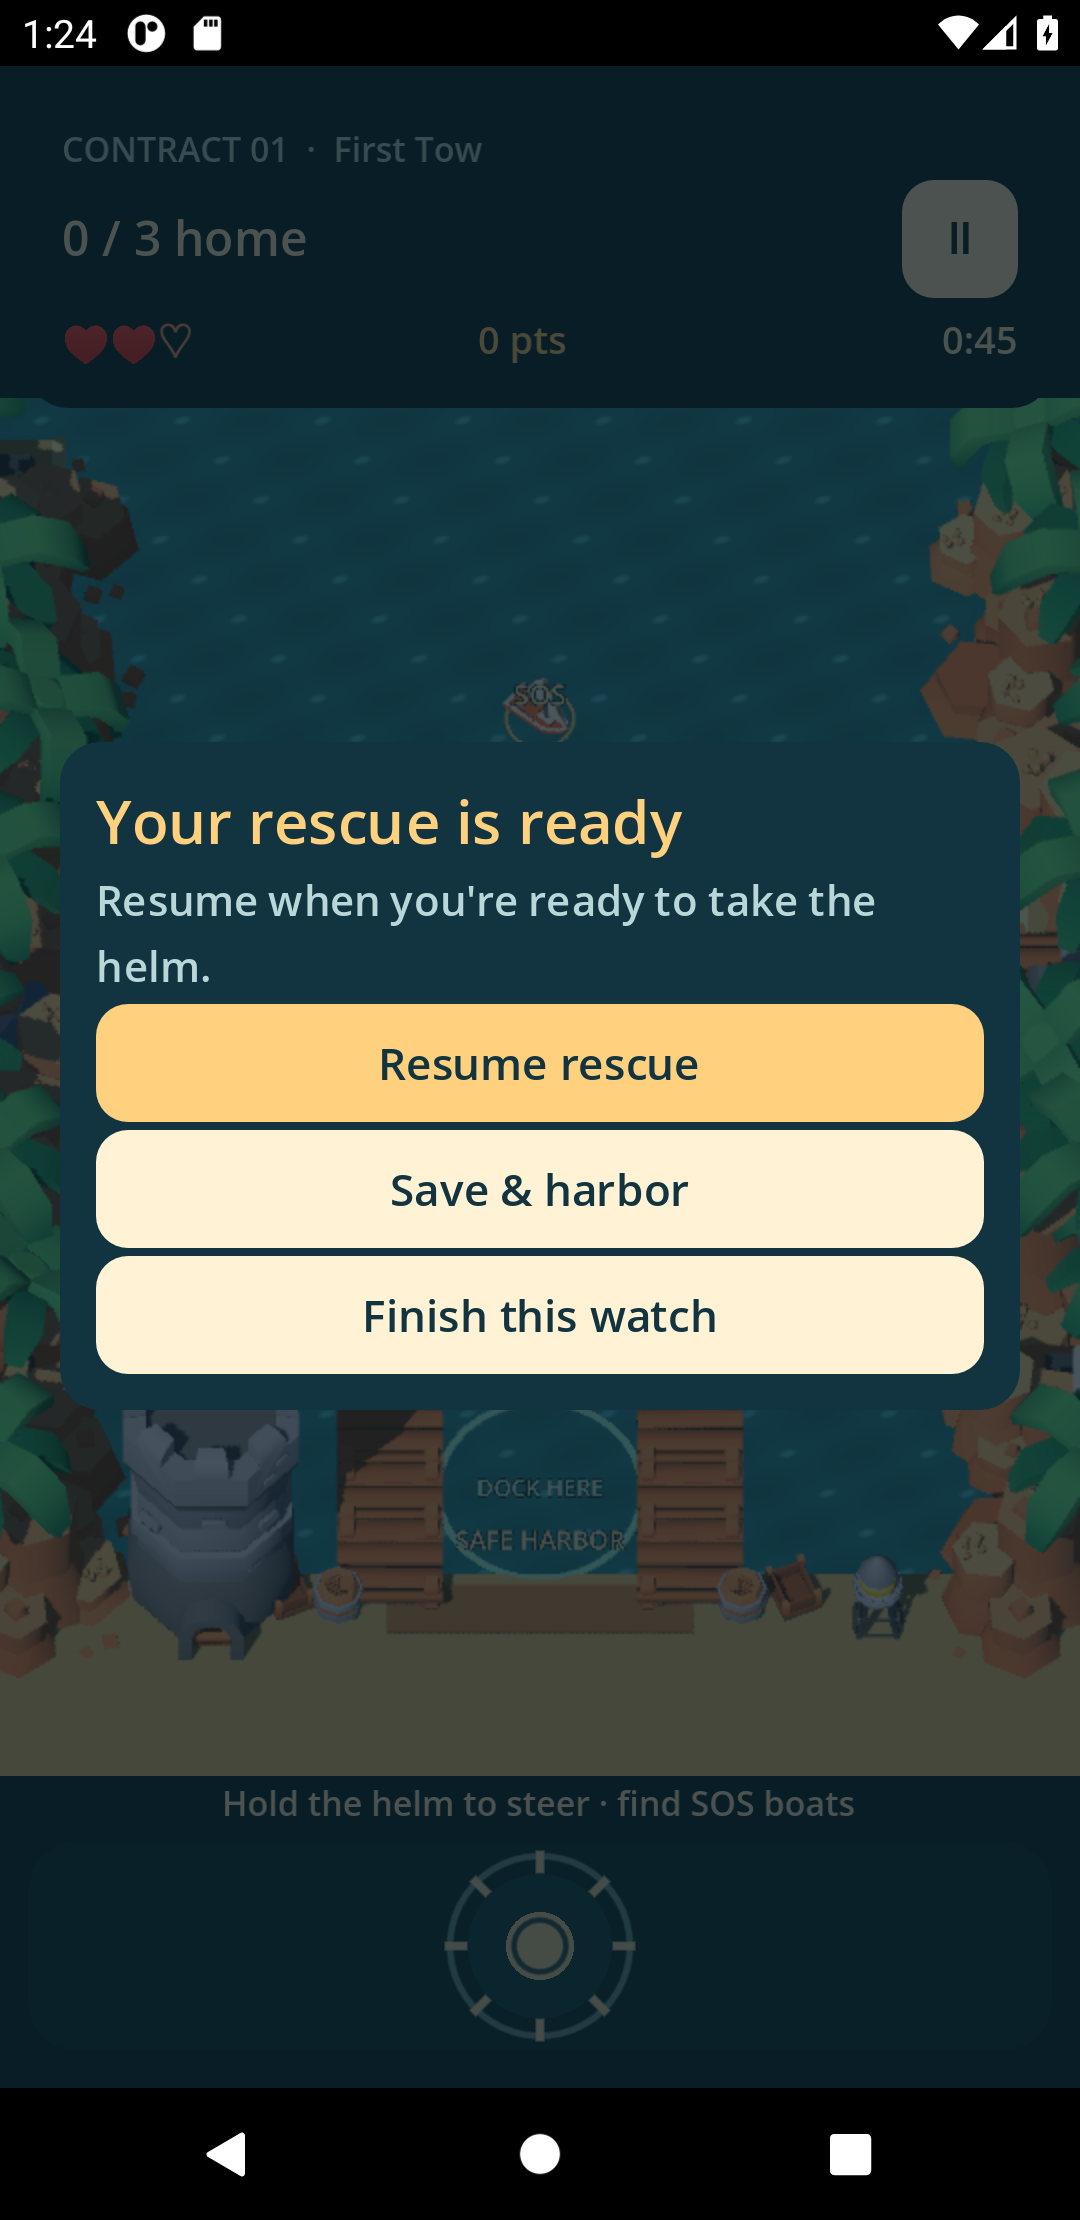 1:24
CONTRACT 01 · First Tow
0 / 3 home
0 pts
0:45
SOS
Your rescue is ready
Resume when you're ready to take the
helm.
Resume rescue
Save & harbor
Finish this watch
DOCK HERE
SAFE HARBOR
Hold the helm to steer · find SOS boats